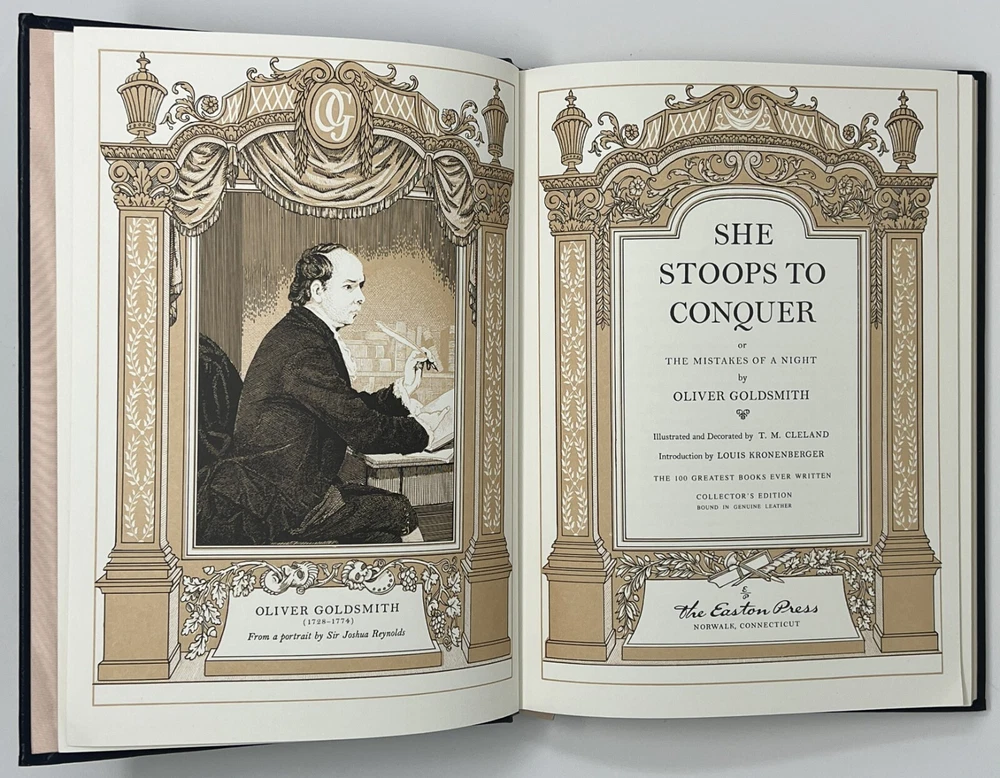 OG
OLIVER GOLDSMITH
(1728–1774)
From a portrait by Sir Joshua Reynolds
SHE
STOOPS TO
CONQUER
or
THE MISTAKES OF A NIGHT
by
OLIVER GOLDSMITH
Illustrated and Decorated by T. M. CLELAND
Introduction by LOUIS KRONENBERGER
THE 100 GREATEST BOOKS EVER WRITTEN
COLLECTOR'S EDITION
BOUND IN GENUINE LEATHER
The Easton Press
NORWALK, CONNECTICUT